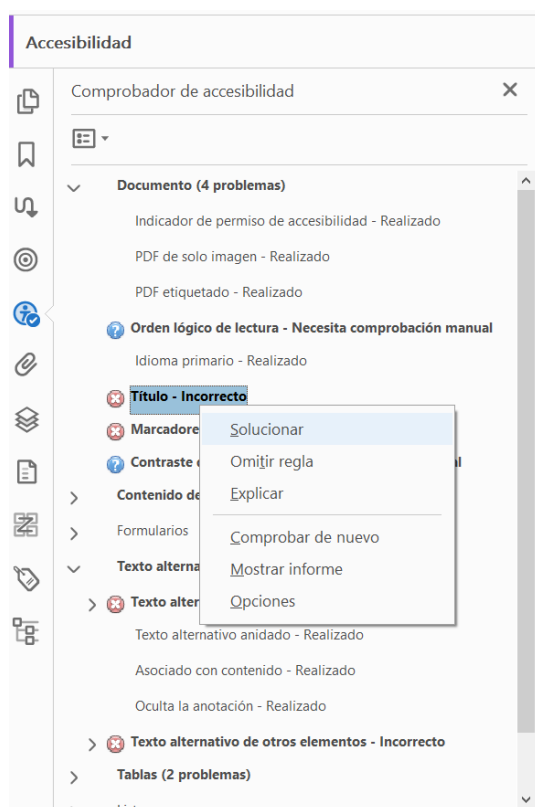 Accesibilidad
Comprobador de accesibilidad
Documento (4 problemas)
Indicador de permiso de accesibilidad - Realizado
PDF de solo imagen - Realizado
PDF etiquetado - Realizado
Orden lógico de lectura - Necesita comprobación manual
Idioma primario - Realizado
Título - Incorrecto
Marcadore
Solucionar
Contraste
Omitir regla
Contenido de
Explicar
Formularios
Comprobar de nuevo
Texto alterna
Mostrar informe
Texto alter
Opciones
Texto alternativo anidado - Realizado
Asociado con contenido - Realizado
Oculta la anotación - Realizado
Texto alternativo de otros elementos - Incorrecto
Tablas (2 problemas)